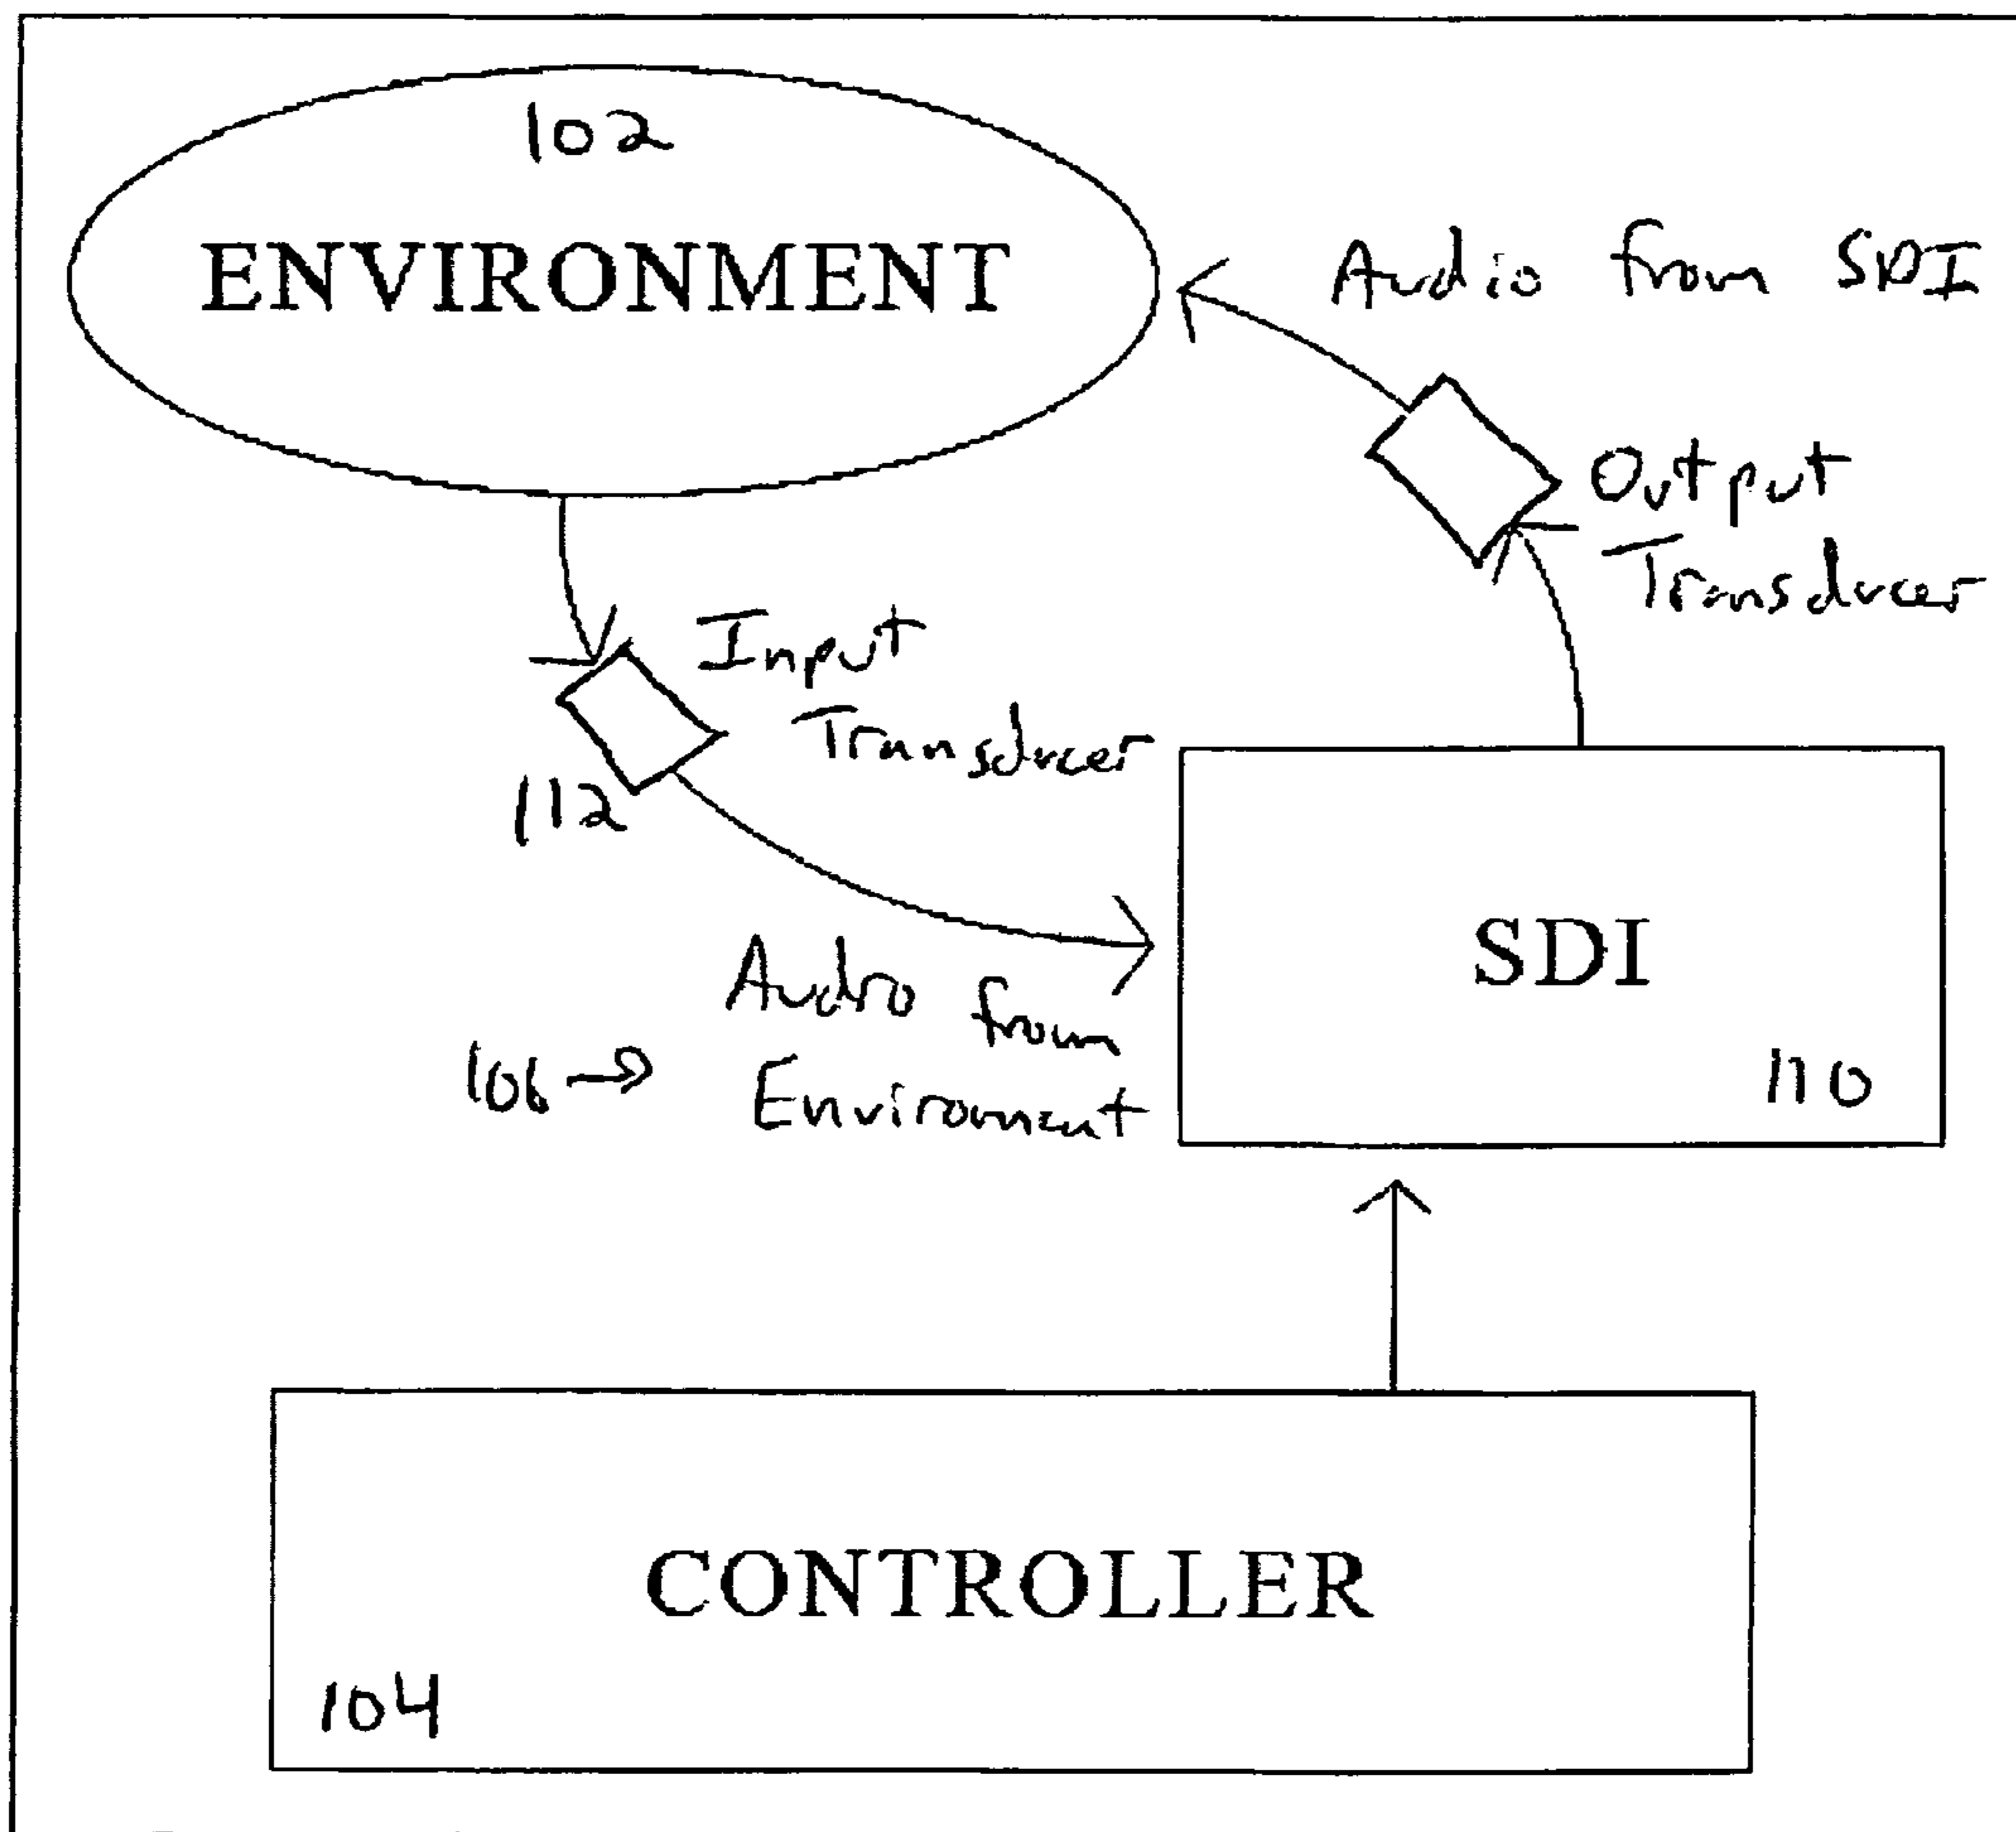 102
ENVIRONMENT
Audio from SDI
Output
Transducer
Input
Transducer
112
Audio from
106 → Environment
SDI
110
CONTROLLER
104